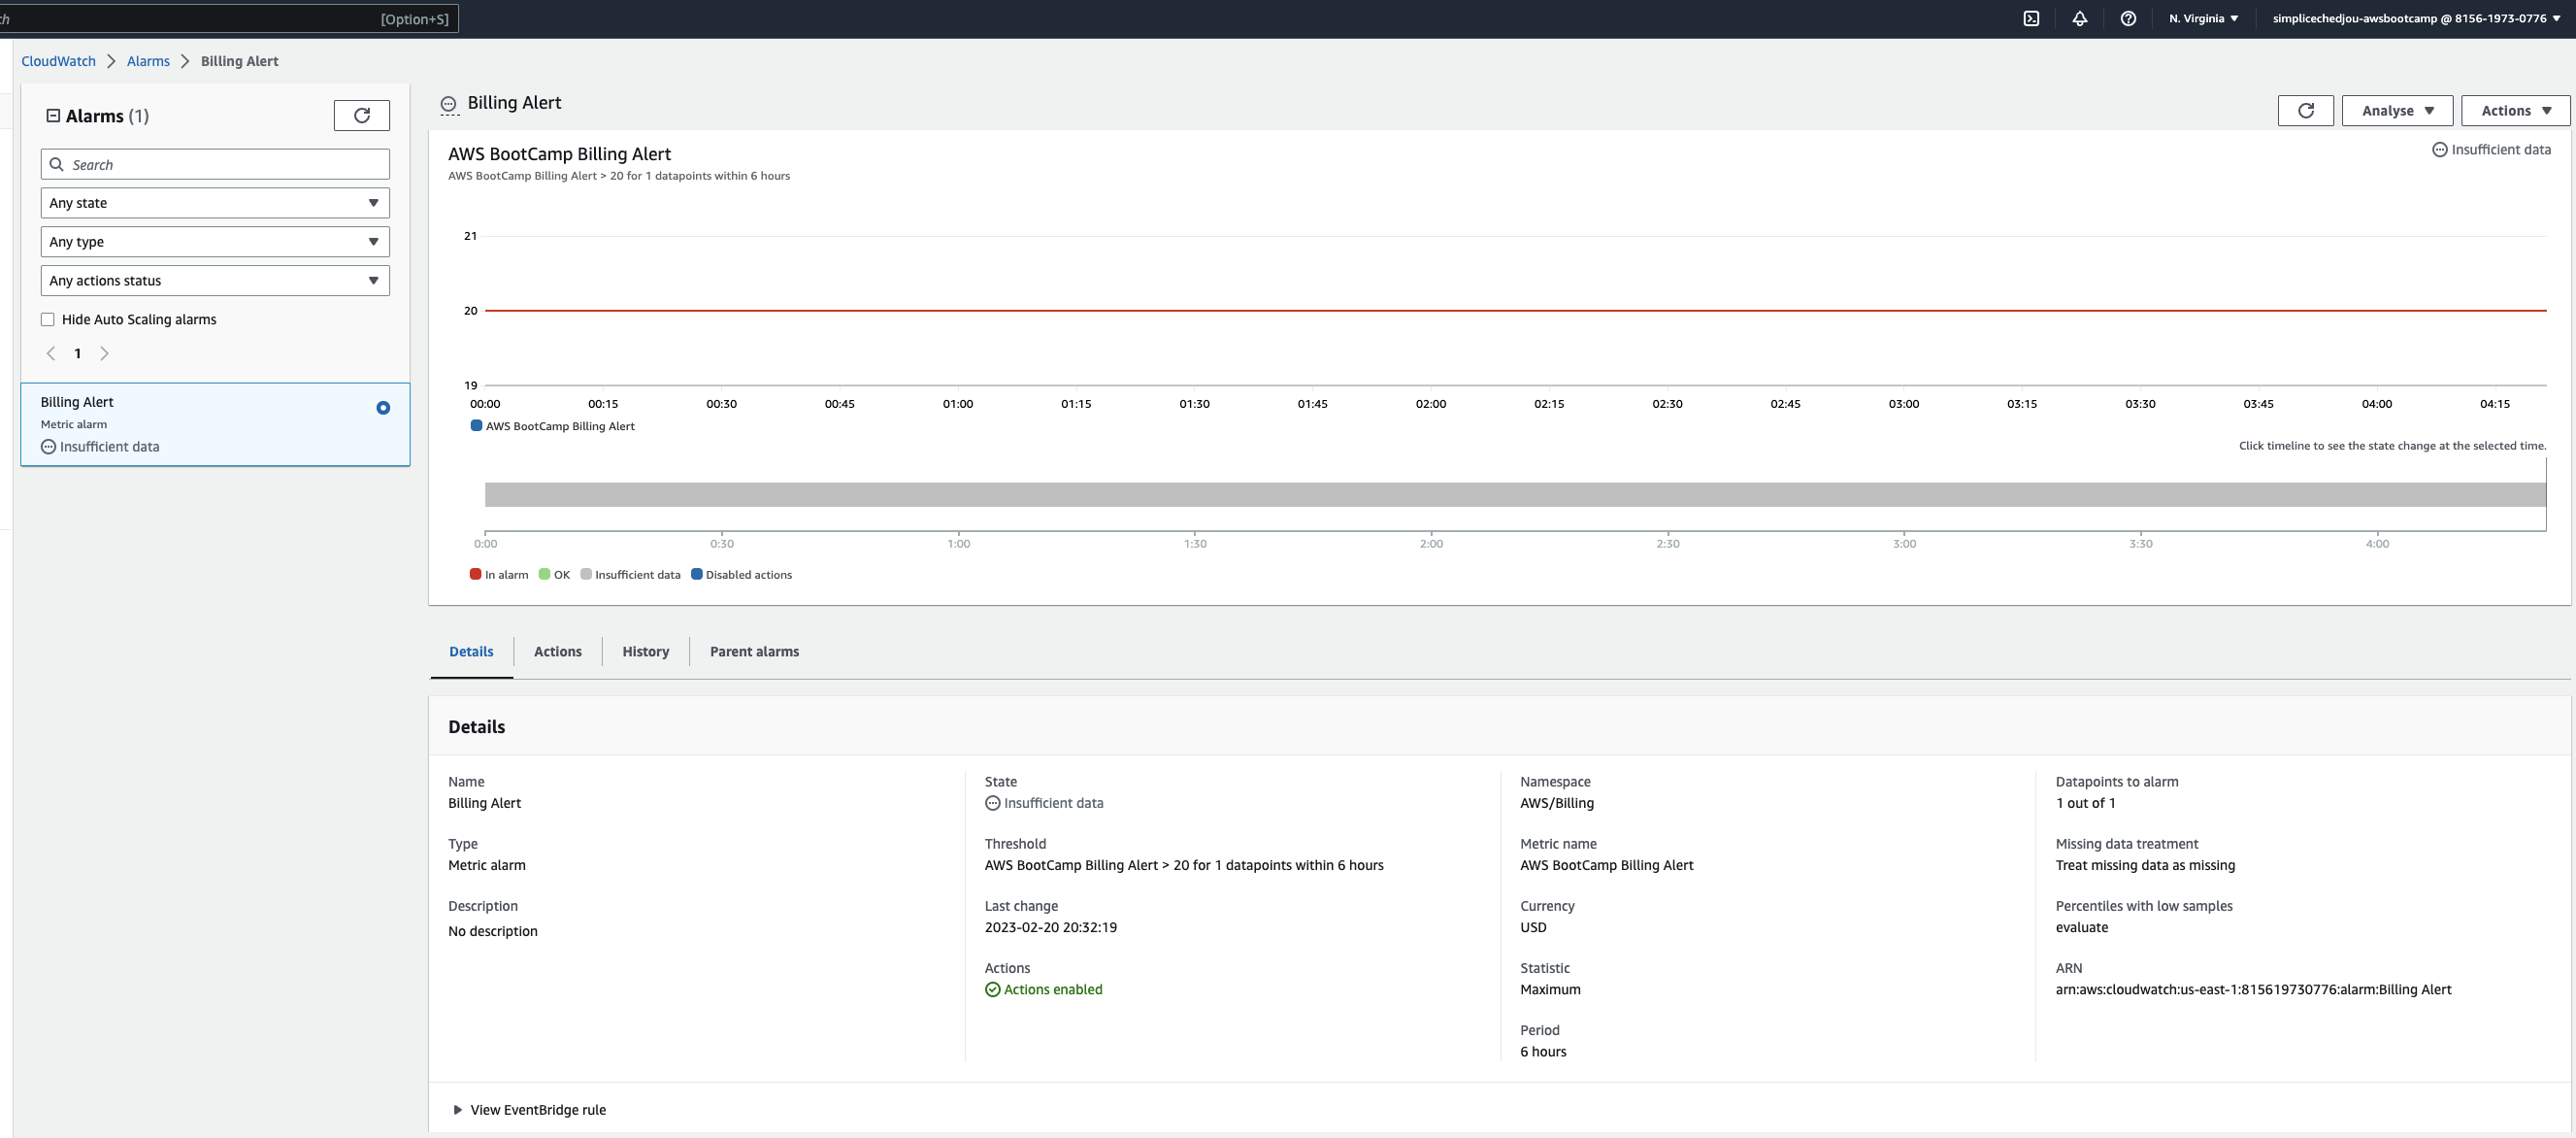 [Option+S]
N. Virginia
simplicechedjou-awsbootcamp @ 8156-1973-0776
CloudWatch
Alarms
Billing Alert
Alarms (1)
Search
Any state
Any type
Any actions status
Hide Auto Scaling alarms
1
Billing Alert
Metric alarm
Insufficient data
Billing Alert
Analyse
Actions
AWS BootCamp Billing Alert
Insufficient data
AWS BootCamp Billing Alert > 20 for 1 datapoints within 6 hours
21
20
19
00:00 00:15 00:30 00:45 01:00 01:15 01:30 01:45 02:00 02:15 02:30 02:45 03:00 03:15 03:30 03:45 04:00 04:15
AWS BootCamp Billing Alert
Click timeline to see the state change at the selected time.
0:00 0:30 1:00 1:30 2:00 2:30 3:00 3:30 4:00
In alarm OK Insufficient data Disabled actions
Details Actions History Parent alarms
Details
Name
Billing Alert
Type
Metric alarm
Description
No description
State
Insufficient data
Threshold
AWS BootCamp Billing Alert > 20 for 1 datapoints within 6 hours
Last change
2023-02-20 20:32:19
Actions
Actions enabled
Namespace
AWS/Billing
Metric name
AWS BootCamp Billing Alert
Currency
USD
Statistic
Maximum
Period
6 hours
Datapoints to alarm
1 out of 1
Missing data treatment
Treat missing data as missing
Percentiles with low samples
evaluate
ARN
arn:aws:cloudwatch:us-east-1:815619730776:alarm:Billing Alert
View EventBridge rule